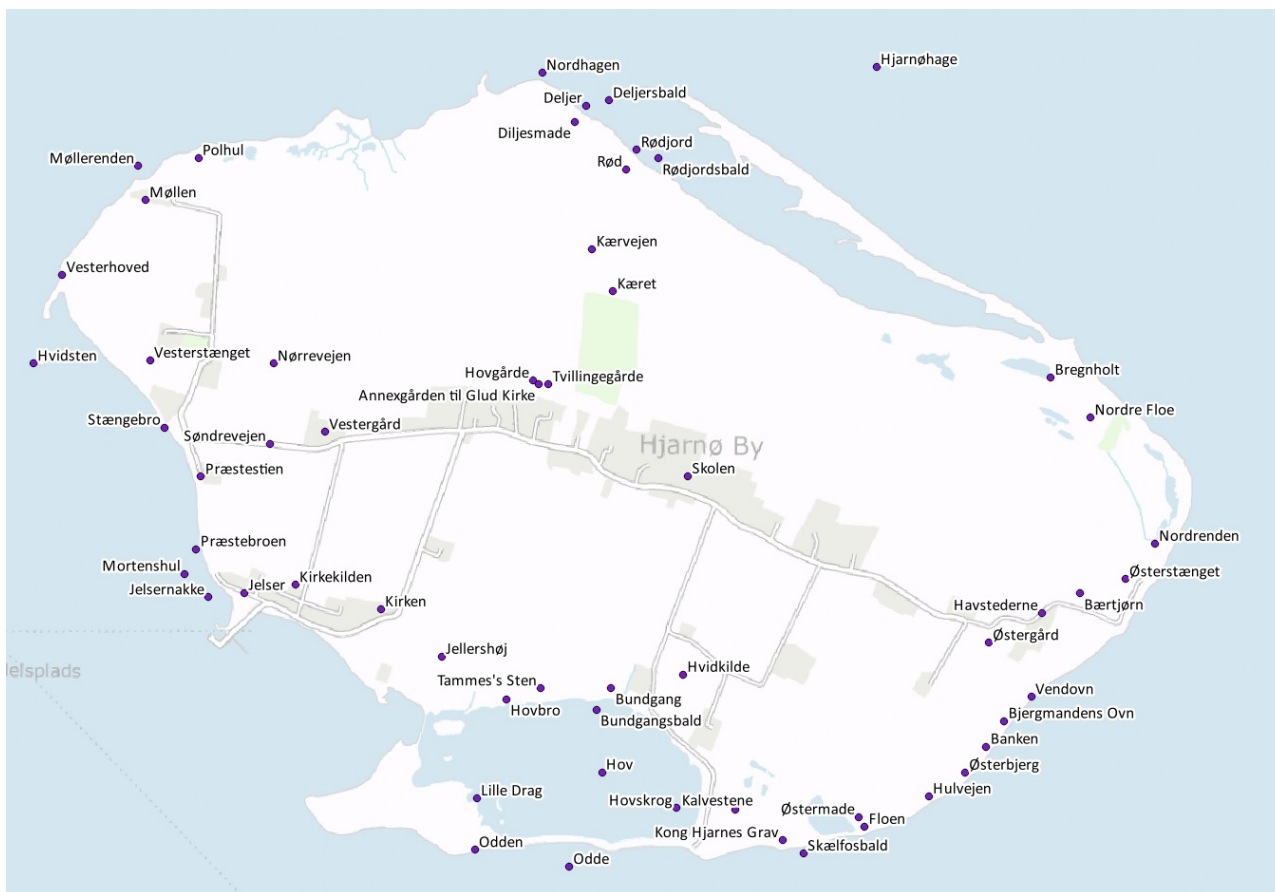 Nordhagen
Hjarnøhage
Deljer
Deljersbald
Diljesmade
Rødjord
Rød
Rødjordsbald
Møllerenden
Polhul
Møllen
Kærvejen
Vesterhoved
Kæret
Hvidsten
Vesterstænget
Nørrevejen
Hovgårde
Tvillingegårde
Annexgården til Glud Kirke
Bregnholt
Nordre Floe
Stængebro
Vestergård
Søndrevejen
Hjarnø By
Præstestien
Skolen
Nordrenden
Præstebroen
Mortenshul
Jelsernakke
Jelser
Kirkekilden
Kirken
Østerstænget
Bærtjørn
Havstederne
Østergård
Jellershøj
Hvidkilde
elsplads
Tammes's Sten
Hovbro
Bundgang
Bundgangsbald
Vendovn
Bjergmandens Ovn
Banken
Hov
Østerbjerg
Lille Drag
Hovskrog
Kalvestene
Hulvejen
Østermade
Floen
Kong Hjarnes Grav
Skælfosbald
Odden
Odde